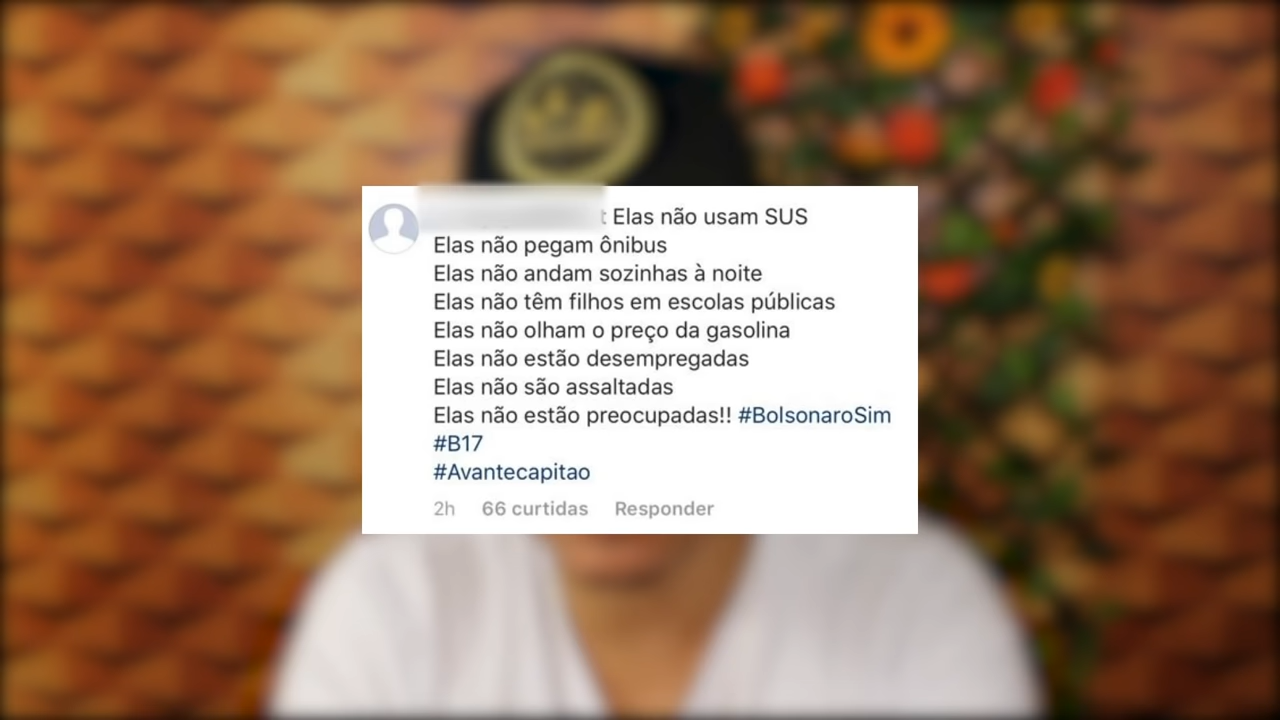 Elas não usam SUS
Elas não pegam ônibus
Elas não andam sozinhas à noite
Elas não têm filhos em escolas públicas
Elas não olham o preço da gasolina
Elas não estão desempregadas
Elas não são assaltadas
Elas não estão preocupadas!! #BolsonaroSim
#B17
#Avantecapitao
2h 66 curtidas Responder